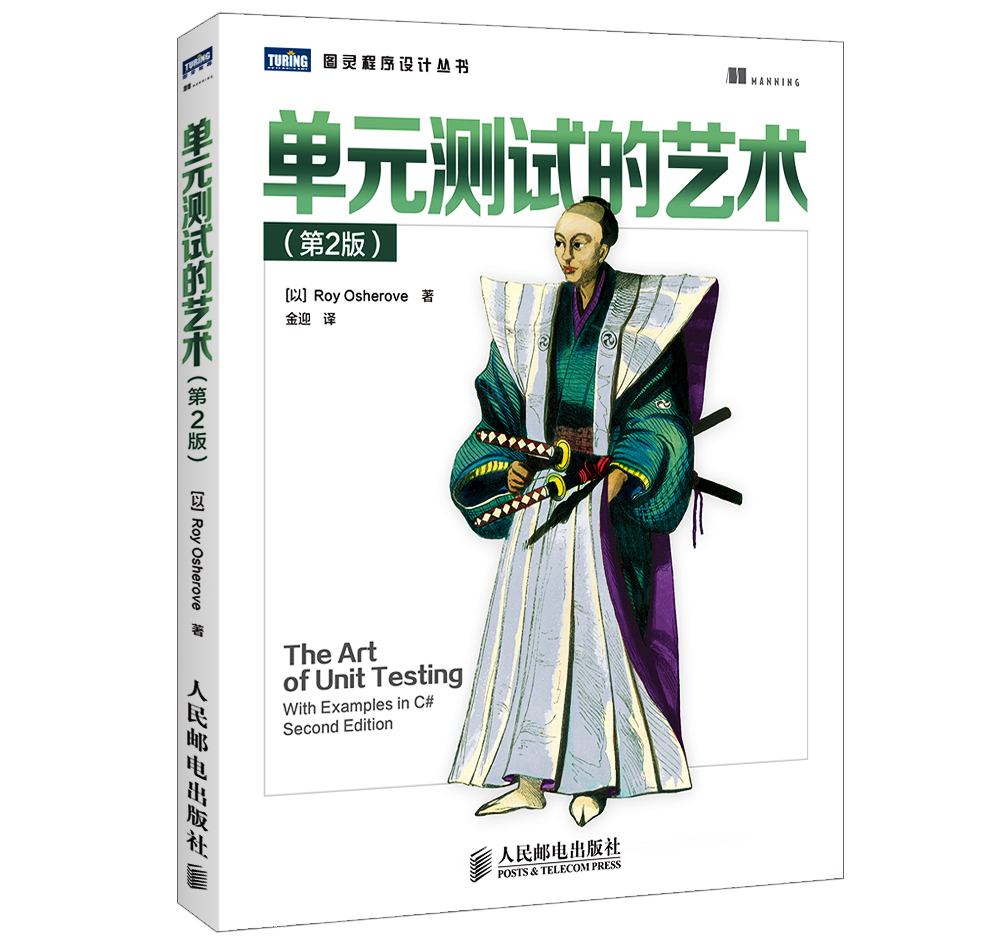 TURING
图灵程序设计丛书
MANNING
单元测试的艺术
（第2版）
[以] Roy Osherove 著
金迎 译
The Art
of Unit Testing
With Examples in C#
Second Edition
人民邮电出版社
POSTS & TELECOM PRESS
TURING
MANNING
单元测试的艺术
（第2版）
[以] Roy Osherove 著
人民邮电出版社